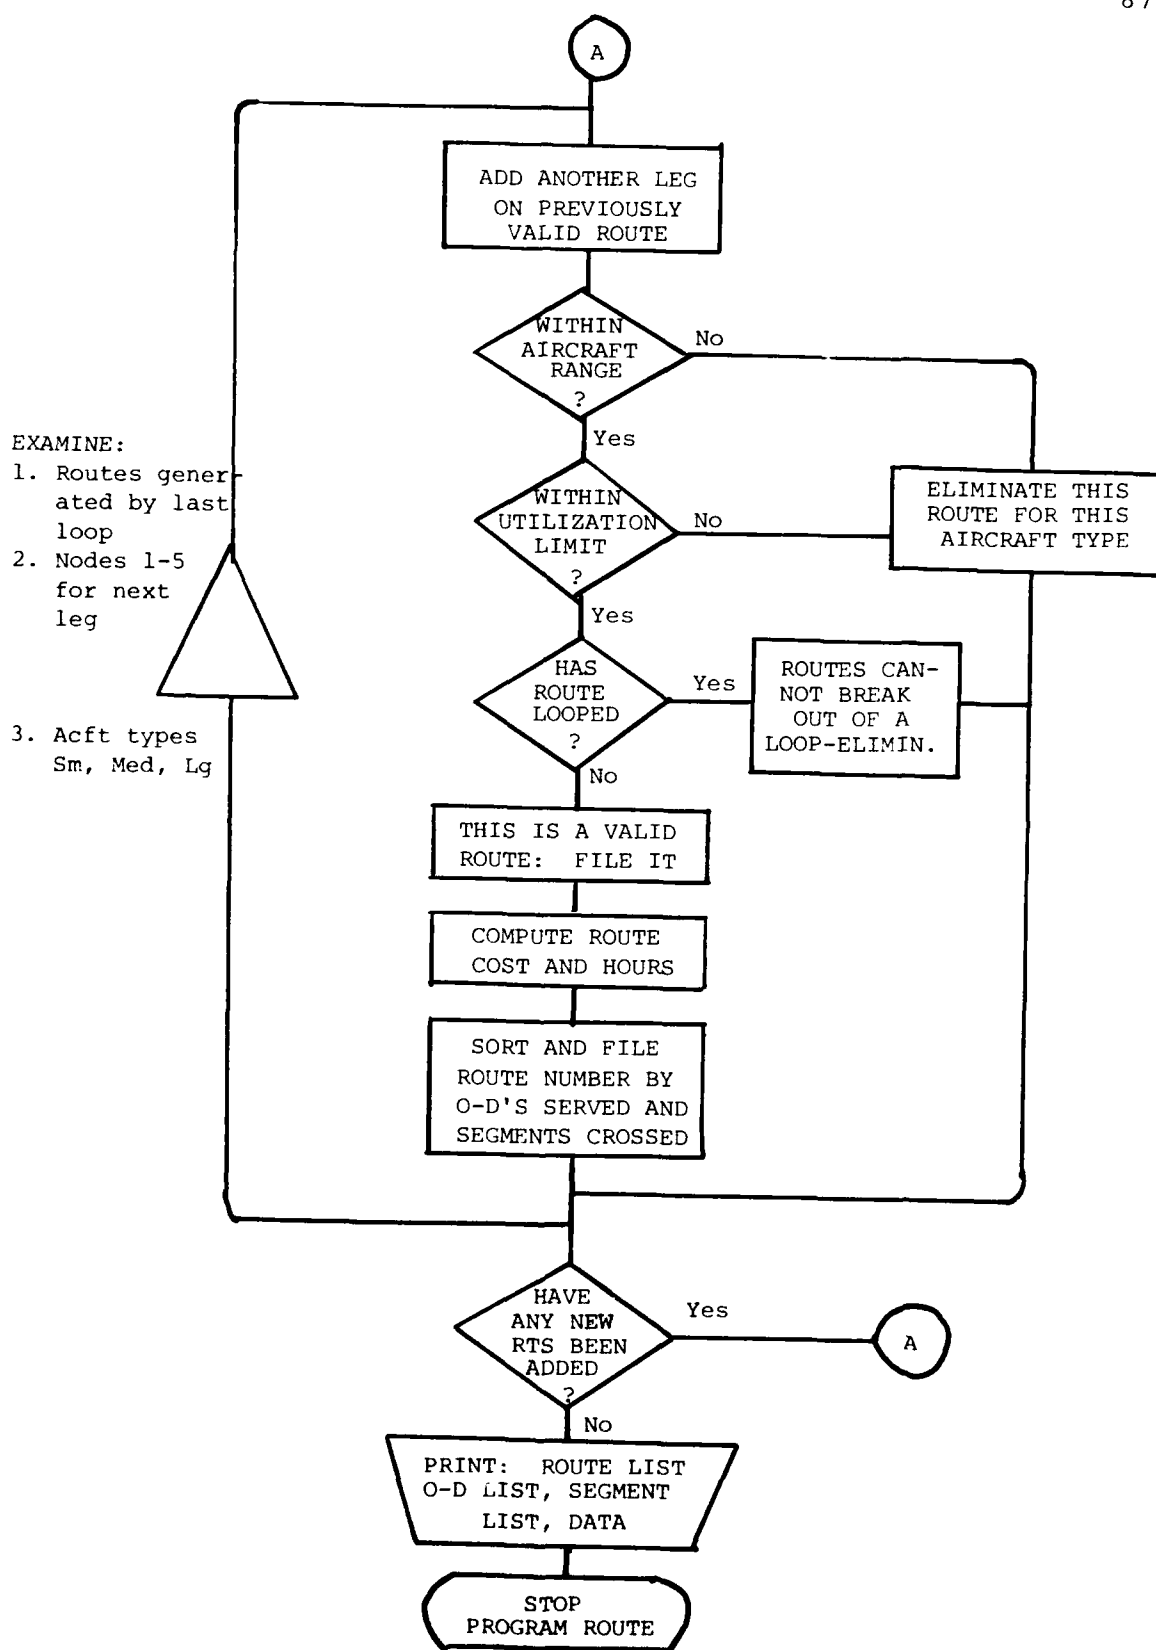 87
A
ADD ANOTHER LEG
ON PREVIOUSLY
VALID ROUTE
WITHIN
AIRCRAFT
RANGE
?
No
Yes
EXAMINE:
1. Routes gener-
ated by last
loop
2. Nodes 1-5
for next
leg
3. Acft types
Sm, Med, Lg
WITHIN
UTILIZATION
LIMIT
?
No
Yes
ELIMINATE THIS
ROUTE FOR THIS
AIRCRAFT TYPE
HAS
ROUTE
LOOPED
?
Yes
No
ROUTES CAN-
NOT BREAK
OUT OF A
LOOP-ELIMIN.
THIS IS A VALID
ROUTE: FILE IT
COMPUTE ROUTE
COST AND HOURS
SORT AND FILE
ROUTE NUMBER BY
O-D'S SERVED AND
SEGMENTS CROSSED
HAVE
ANY NEW
RTS BEEN
ADDED
?
Yes
A
No
PRINT: ROUTE LIST
O-D LIST, SEGMENT
LIST, DATA
STOP
PROGRAM ROUTE